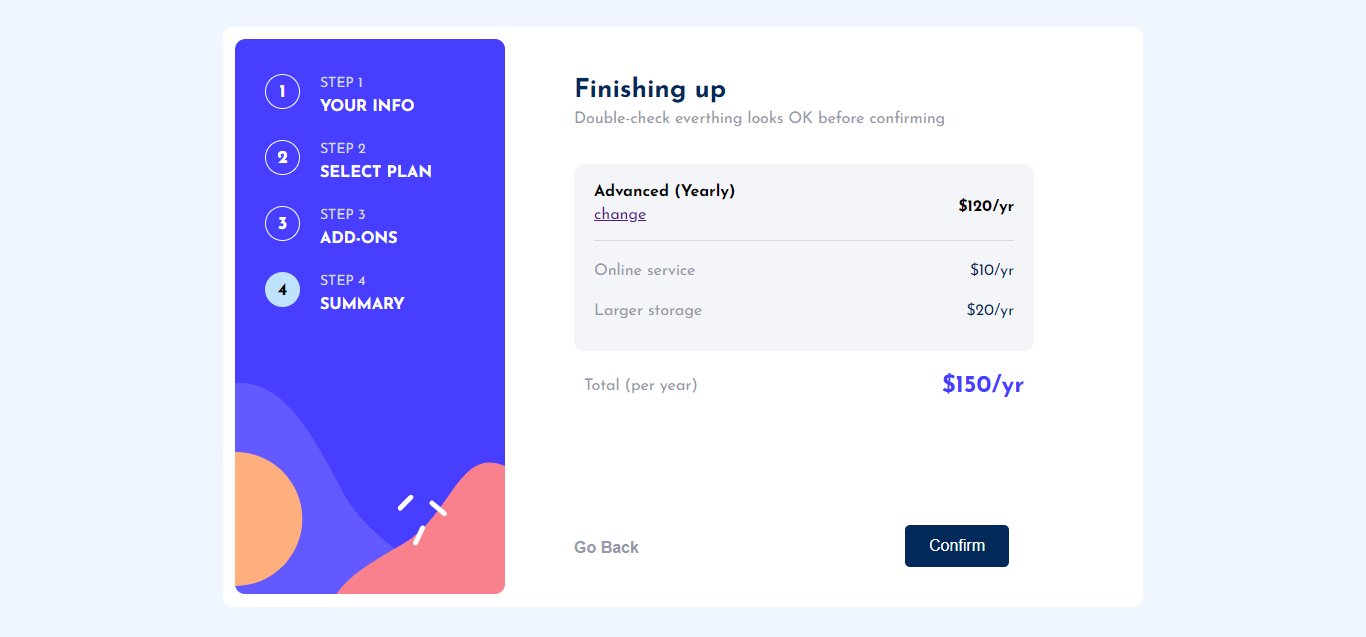 1
STEP 1
YOUR INFO
2
STEP 2
SELECT PLAN
3
STEP 3
ADD-ONS
4
STEP 4
SUMMARY
Finishing up
Double-check everthing looks OK before confirming
Advanced (Yearly)
change
$120/yr
Online service $10/yr
Larger storage $20/yr
Total (per year) $150/yr
Go Back
Confirm